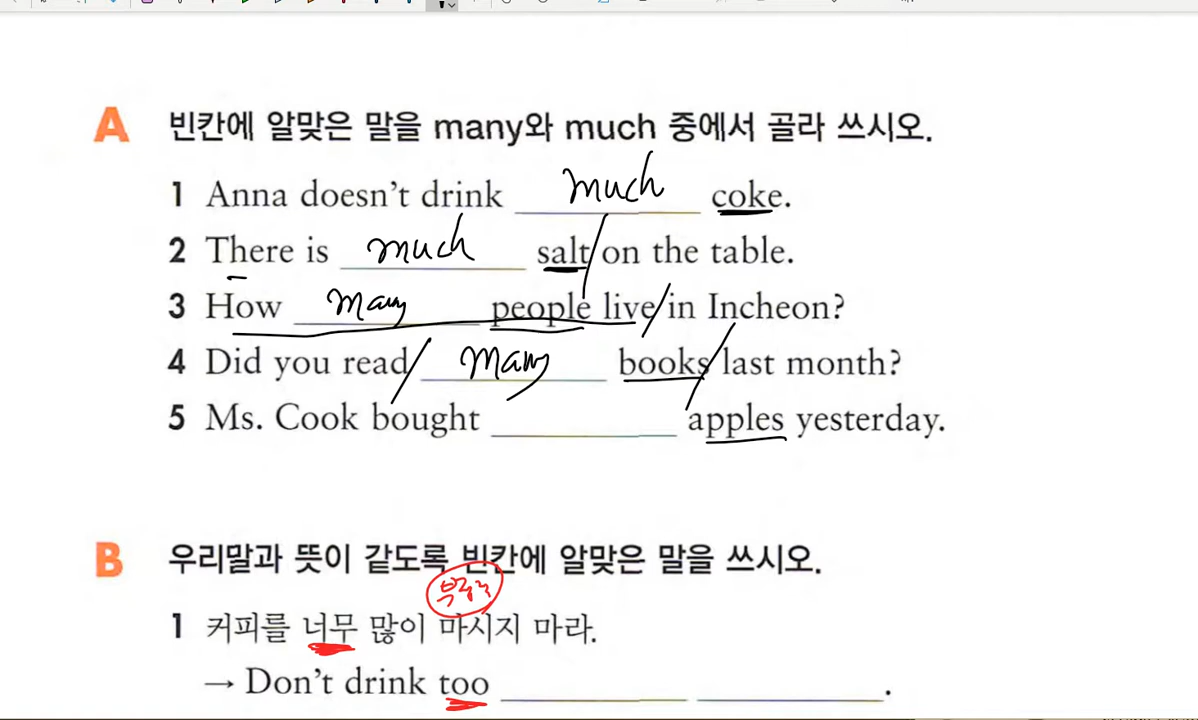 A 빈칸에 알맞은 말을 many와 much 중에서 골라 쓰시오.
1 Anna doesn't drink much coke.
2 There is much salt on the table.
3 How many people live in Incheon?
4 Did you read many books last month?
5 Ms. Cook bought apples yesterday.
B 우리말과 뜻이 같도록 빈칸에 알맞은 말을 쓰시오.
1 커피를 너무 많이 마시지 마라.
→ Don't drink too .